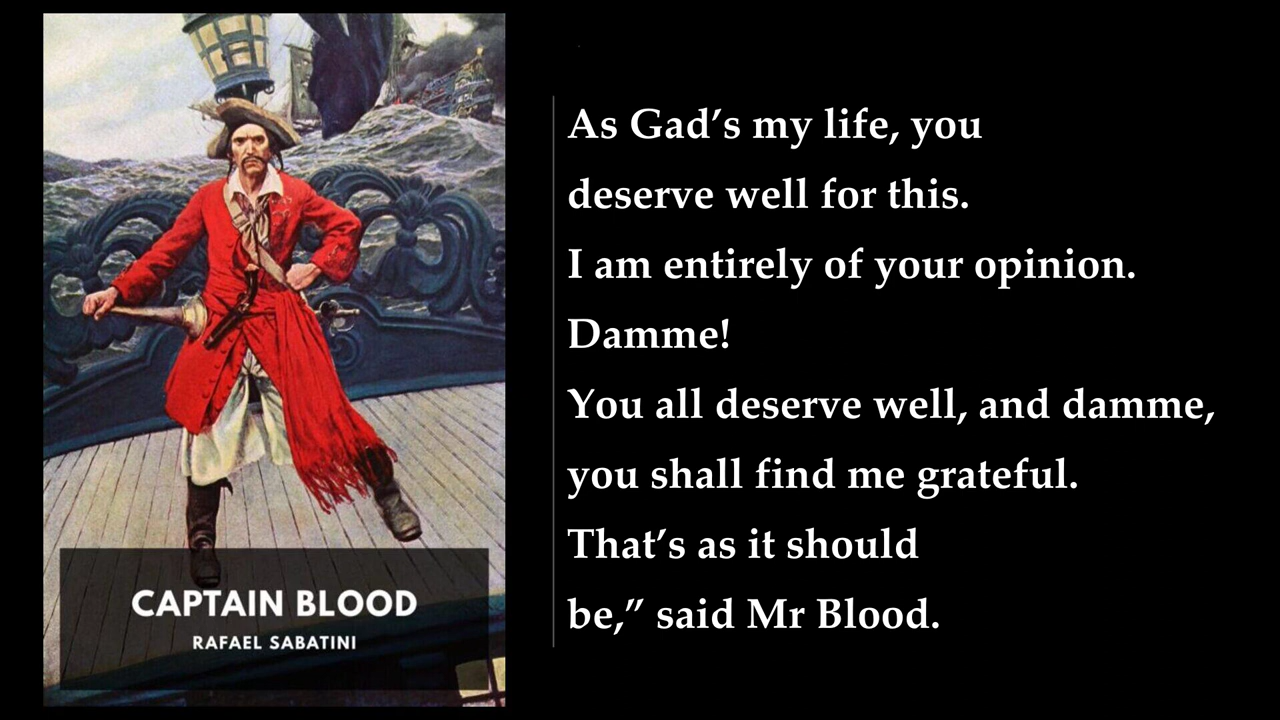 CAPTAIN BLOOD
RAFAEL SABATINI
As Gad’s my life, you
deserve well for this.
I am entirely of your opinion.
Damme!
You all deserve well, and damme,
you shall find me grateful.
That’s as it should
be,” said Mr Blood.